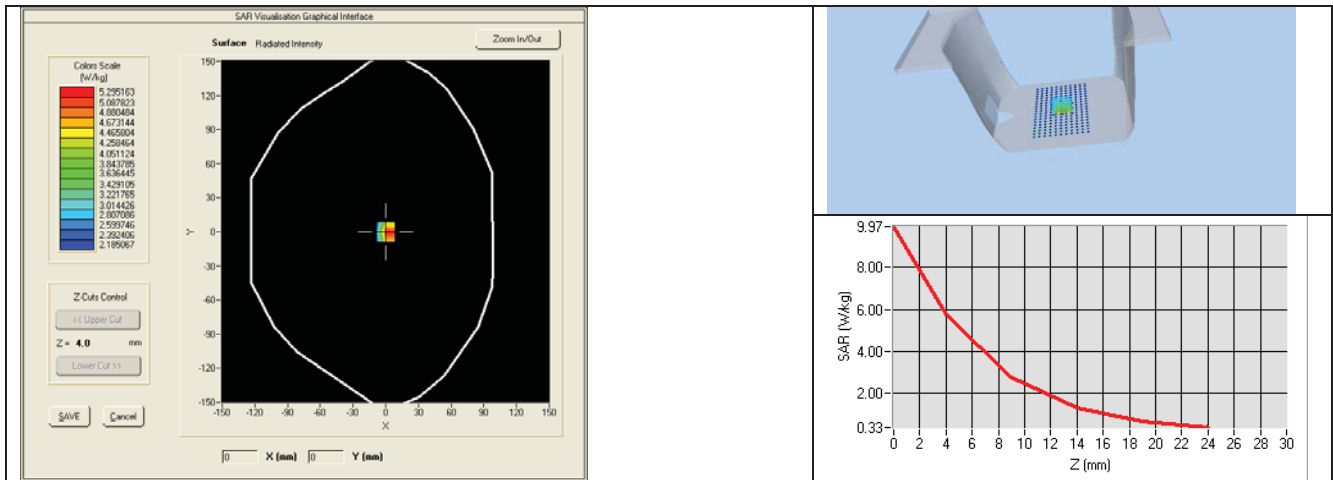 SAR Visualisation Graphical Interface
Surface Radiated Intensity
Zoom In/Out
Colors Scale
(W/kg)
5.295163
5.087823
4.880484
4.673144
4.465804
4.258464
4.051124
3.843785
3.636445
3.429105
3.221765
3.014426
2.807086
2.599746
2.392406
2.185067
Z-Cuts Control
<< Upper Cut
Z = 4.0 mm
Lower Cut >>
SAVE Cancel
150-
120-
90-
60-
30-
0-
-30-
-60-
-90-
-120-
-150-
Y
-150 -120 -90 -60 -30 0 30 60 90 120 150
X
0 X (mm) 0 Y (mm)
9.97-
8.00-
6.00-
4.00-
2.00-
0.33-
SAR (W/kg)
0 2 4 6 8 10 12 14 16 18 20 22 24 26 28 30
Z (mm)